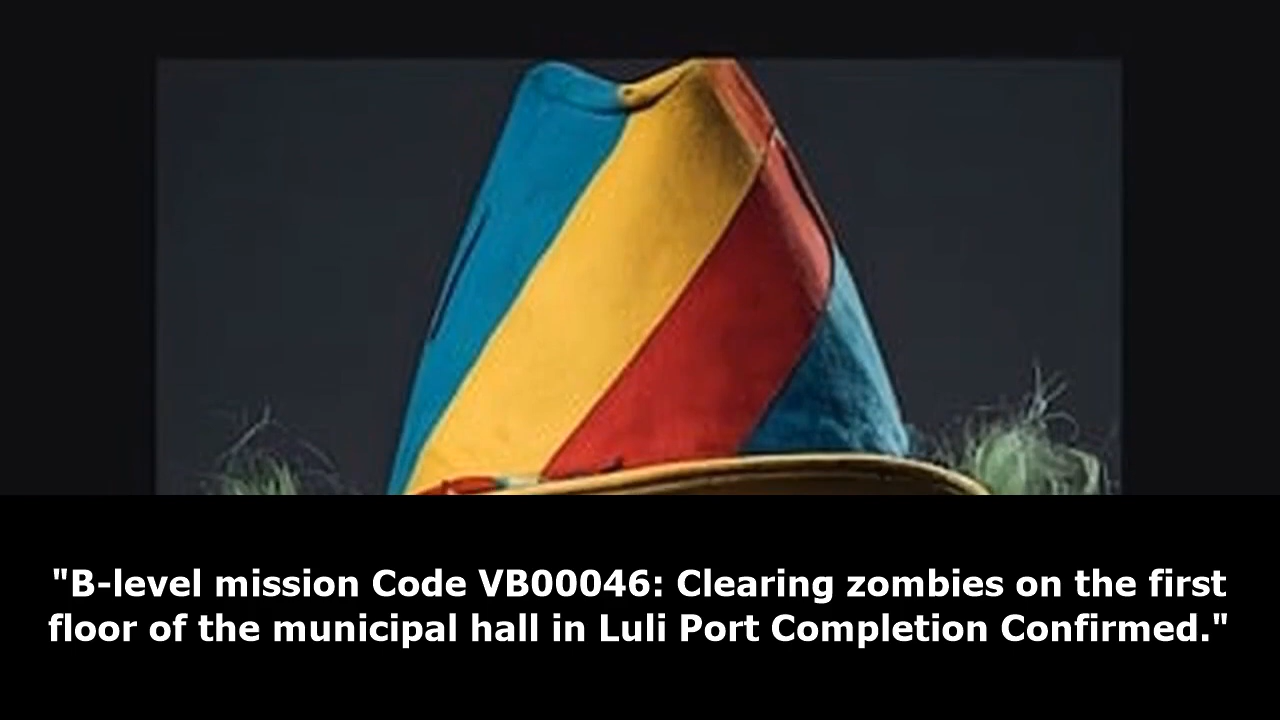 "B-level mission Code VB00046: Clearing zombies on the first
floor of the municipal hall in Luli Port Completion Confirmed."